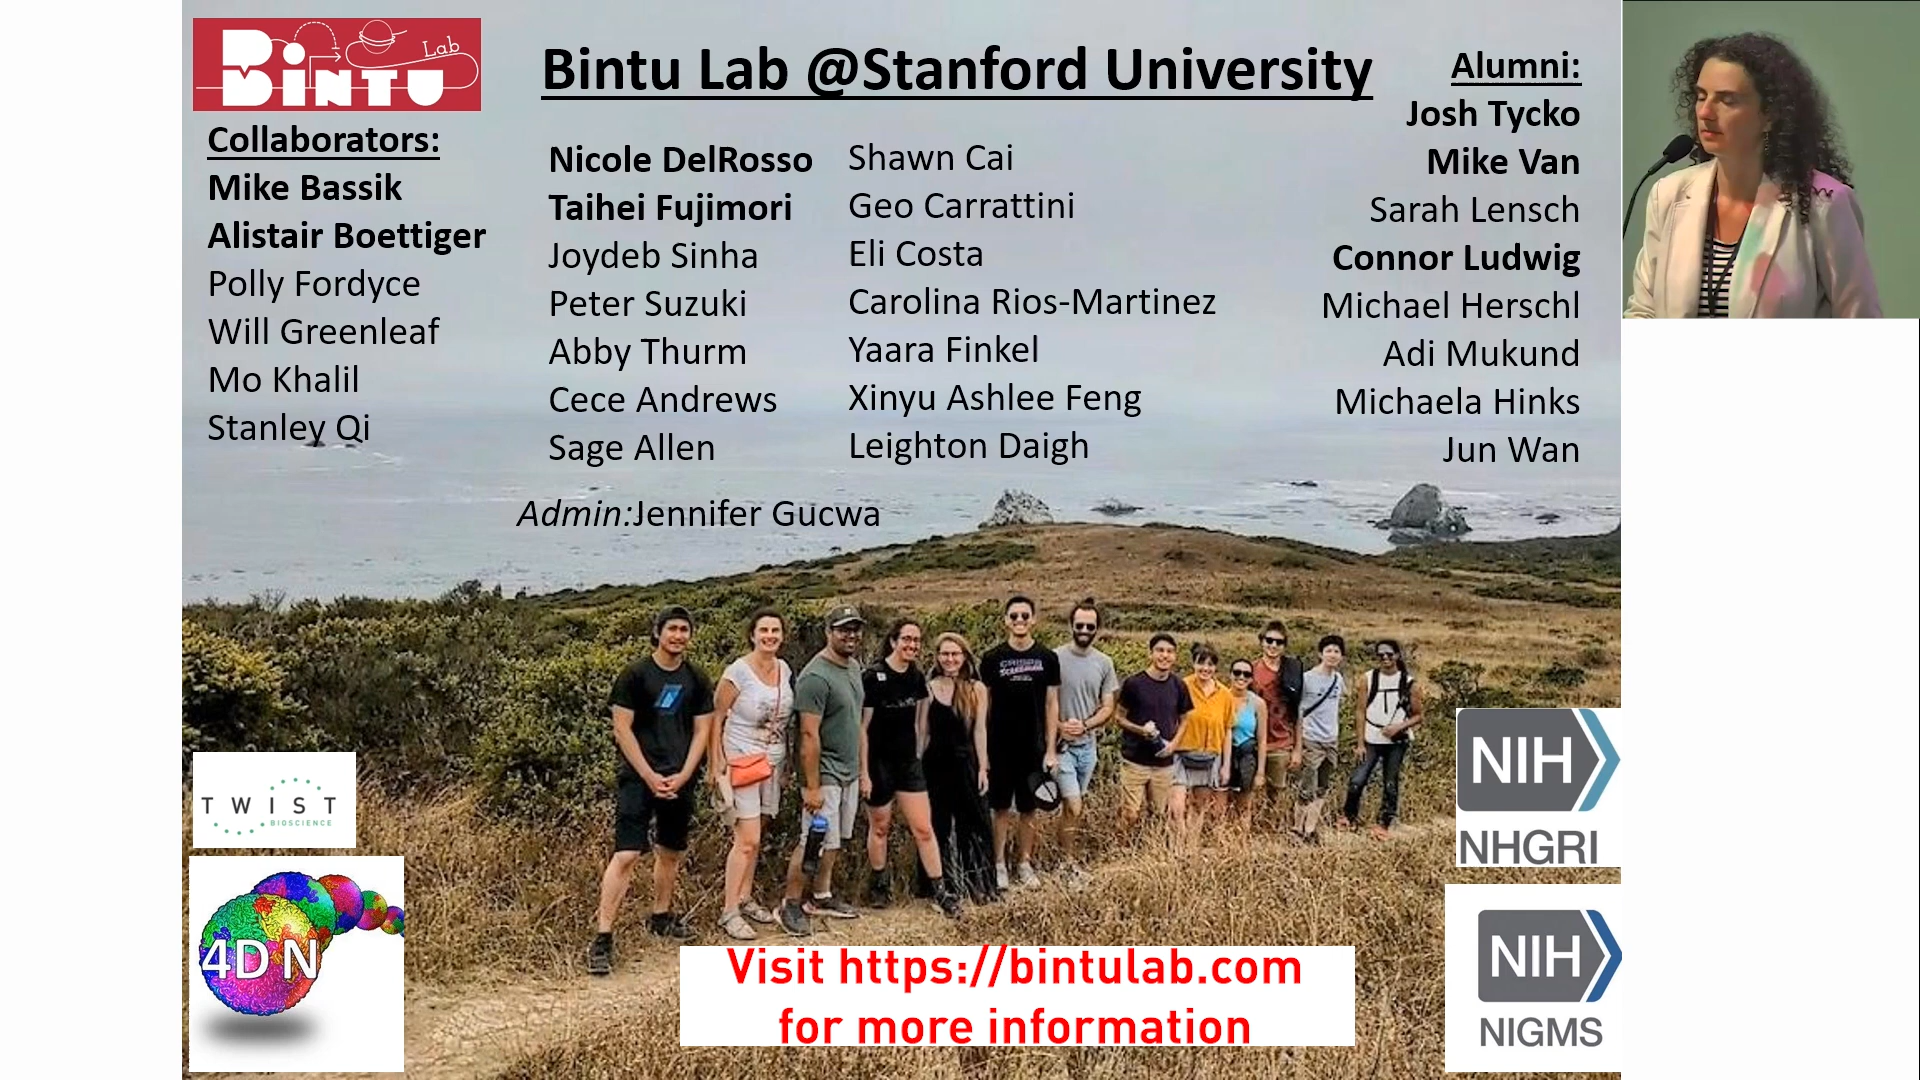 Bintu Lab
BinTU
Bintu Lab @Stanford University
Collaborators:
Mike Bassik
Alistair Boettiger
Polly Fordyce
Will Greenleaf
Mo Khalil
Stanley Qi
Nicole DelRosso
Taihei Fujimori
Joydeb Sinha
Peter Suzuki
Abby Thurm
Cece Andrews
Sage Allen
Shawn Cai
Geo Carrattini
Eli Costa
Carolina Rios-Martinez
Yaara Finkel
Xinyu Ashlee Feng
Leighton Daigh
Admin:Jennifer Gucwa
Alumni:
Josh Tycko
Mike Van
Sarah Lensch
Connor Ludwig
Michael Herschl
Adi Mukund
Michaela Hinks
Jun Wan
TWIST
BIOSCIENCE
4DN
NIH
NHGRI
NIH
NIGMS
Visit https://bintulab.com
for more information